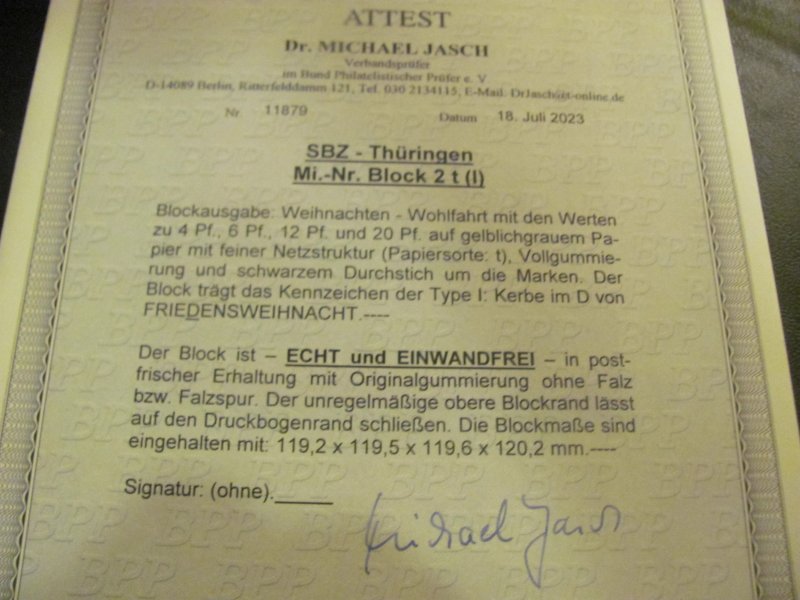 ATTEST
Dr. MICHAEL JASCH
Verbandsprüfer
im Bund Philatelistischer Prüfer e. V
D-14089 Berlin, Ritterfelddamm 121, Tel. 030 2134115, E-Mail. DrJasch@t-online.de
Nr. 11879 Datum 18. Juli 2023
SBZ - Thüringen
Mi.-Nr. Block 2 t (I)
Blockausgabe: Weihnachten - Wohlfahrt mit den Werten
zu 4 Pf., 6 Pf., 12 Pf. und 20 Pf. auf gelblichgrauem Pa-
pier mit feiner Netzstruktur (Papiersorte: t), Vollgummie-
rung und schwarzem Durchstich um die Marken. Der
Block trägt das Kennzeichen der Type I: Kerbe im D von
FRIEDENSWEIHNACHT.----
Der Block ist – ECHT und EINWANDFREI – in post-
frischer Erhaltung mit Originalgummierung ohne Falz
bzw. Falzspur. Der unregelmäßige obere Blockrand lässt
auf den Druckbogenrand schließen. Die Blockmaße sind
eingehalten mit: 119,2 x 119,5 x 119,6 x 120,2 mm.----
Signatur: (ohne).
Michael Jasch